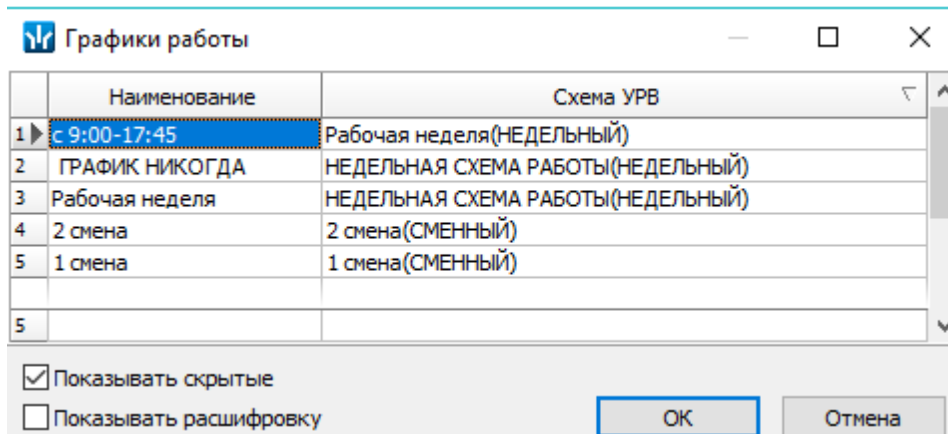 Графики работы
Наименование Схема УРВ
1 с 9:00-17:45 Рабочая неделя(НЕДЕЛЬНЫЙ)
2 ГРАФИК НИКОГДА НЕДЕЛЬНАЯ СХЕМА РАБОТЫ(НЕДЕЛЬНЫЙ)
3 Рабочая неделя НЕДЕЛЬНАЯ СХЕМА РАБОТЫ(НЕДЕЛЬНЫЙ)
4 2 смена 2 смена(СМЕННЫЙ)
5 1 смена 1 смена(СМЕННЫЙ)
5
Показывать скрытые
Показывать расшифровку ОК Отмена